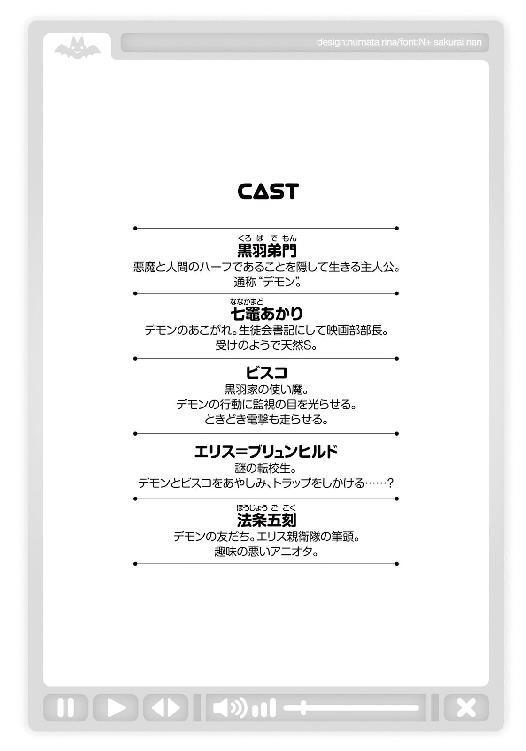 design:numata rina/font:N+ sakurai nan
CAST
くろ ば で もん
黒羽弟門
悪魔と人間のハーフであることを隠して生きる主人公。
通称“デモン”。
ななかまど
七竈あかり
デモンのあこがれ。生徒会書記にして映画部部長。
受けのようで天然S。
ビスコ
黒羽家の使い魔。
デモンの行動に監視の目を光らせる。
ときどき電撃も走らせる。
エリス=ブリュンヒルド
謎の転校生。
デモンとビスコをあやしみ、トラップをしかける……?
ほうじょう ご こく
法条五刻
デモンの友だち。エリス親衛隊の筆頭。
趣味の悪いアニオタ。